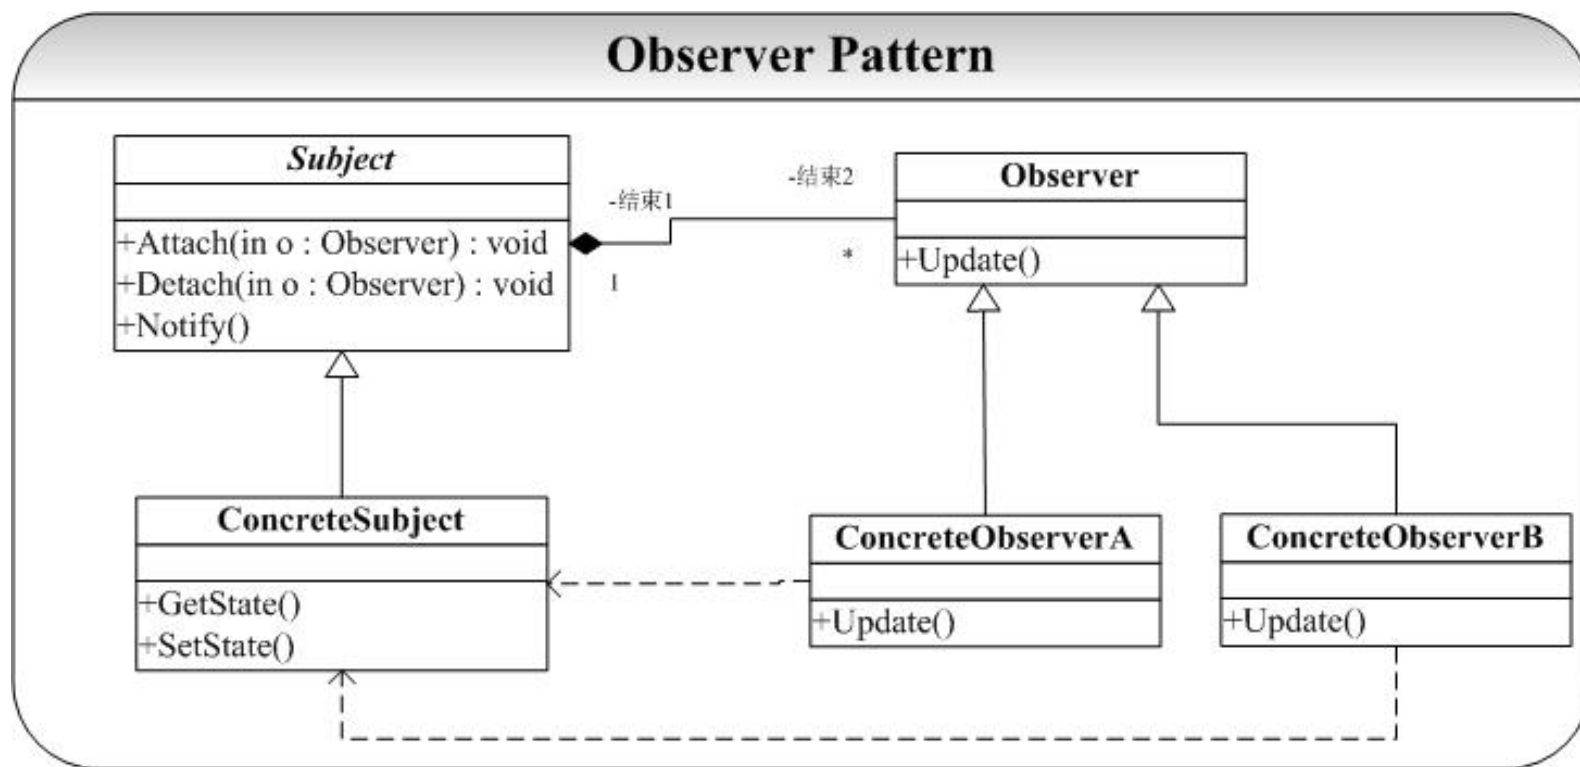 Observer Pattern
Subject
+Attach(in o : Observer) : void
+Detach(in o : Observer) : void
+Notify()
-结束1
1
-结束2
*
Observer
+Update()
ConcreteSubject
+GetState()
+SetState()
ConcreteObserverA
+Update()
ConcreteObserverB
+Update()